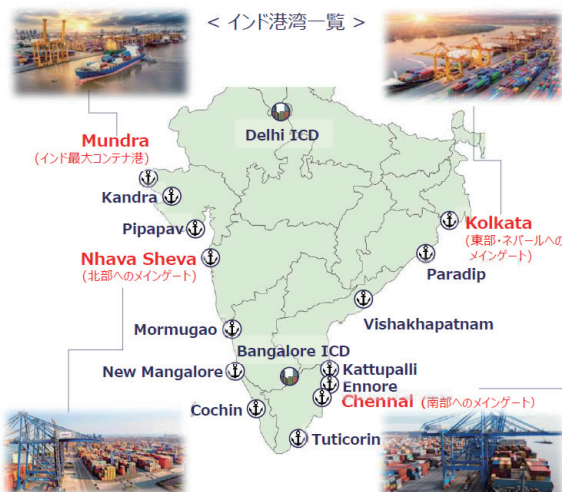 < インド港湾一覧 >
Delhi ICD
Mundra
(インド最大コンテナ港)
Kandra
Pipapav
Nhava Sheva
(北部へのメインゲート)
Kolkata
(東部・ネパールへの
メインゲート)
Paradip
Vishakhapatnam
Mormugao
Bangalore ICD
New Mangalore
Kattupalli
Ennore
Chennal (南部へのメインゲート)
Cochin
Tuticorin